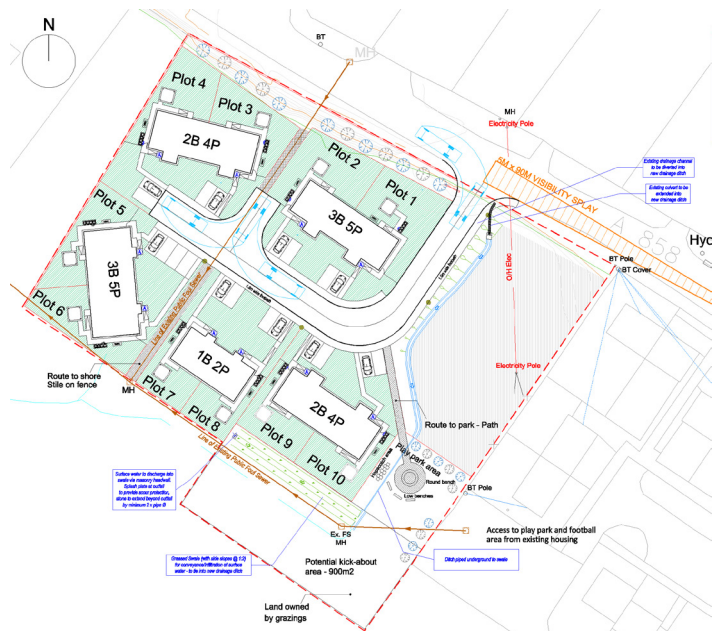 N
BT
MH
MH
Electricity Pole
Plot 4
Plot 3
2B 4P
Plot 2
Plot 1
3B 5P
Existing drainage channel
to be diverted into
new drainage ditch
Existing culvert to be
extended into
new drainage ditch
5M x 90M VISIBILITY SPLAY
A 858
Hyd
BT Pole
BT Cover
O/H Elec
Plot 5
3B 5P
Plot 6
Line of Existing Public Foul Sewer
Route to shore
Stile on fence
MH
1B 2P
2B 4P
Plot 7
Plot 8
Plot 9
Plot 10
Electricity Pole
Route to park - Path
Play park area
Round bench
Low benches
BT Pole
Line of Existing Public Foul Sewer
Surface water to discharge into
swale via masonry headwall.
Splash plate at outfall
to provide scour protection,
stone to extend beyond outfall
by minimum 3 x pipe Ø
Ex. FS
MH
Access to play park and football
area from existing housing
Grassed Swale (with side slopes @ 1:2)
for conveyance/infiltration of surface
water - to tie into new drainage ditch
Ditch piped underground to swale
Potential kick-about
area - 900m2
Land owned
by grazings